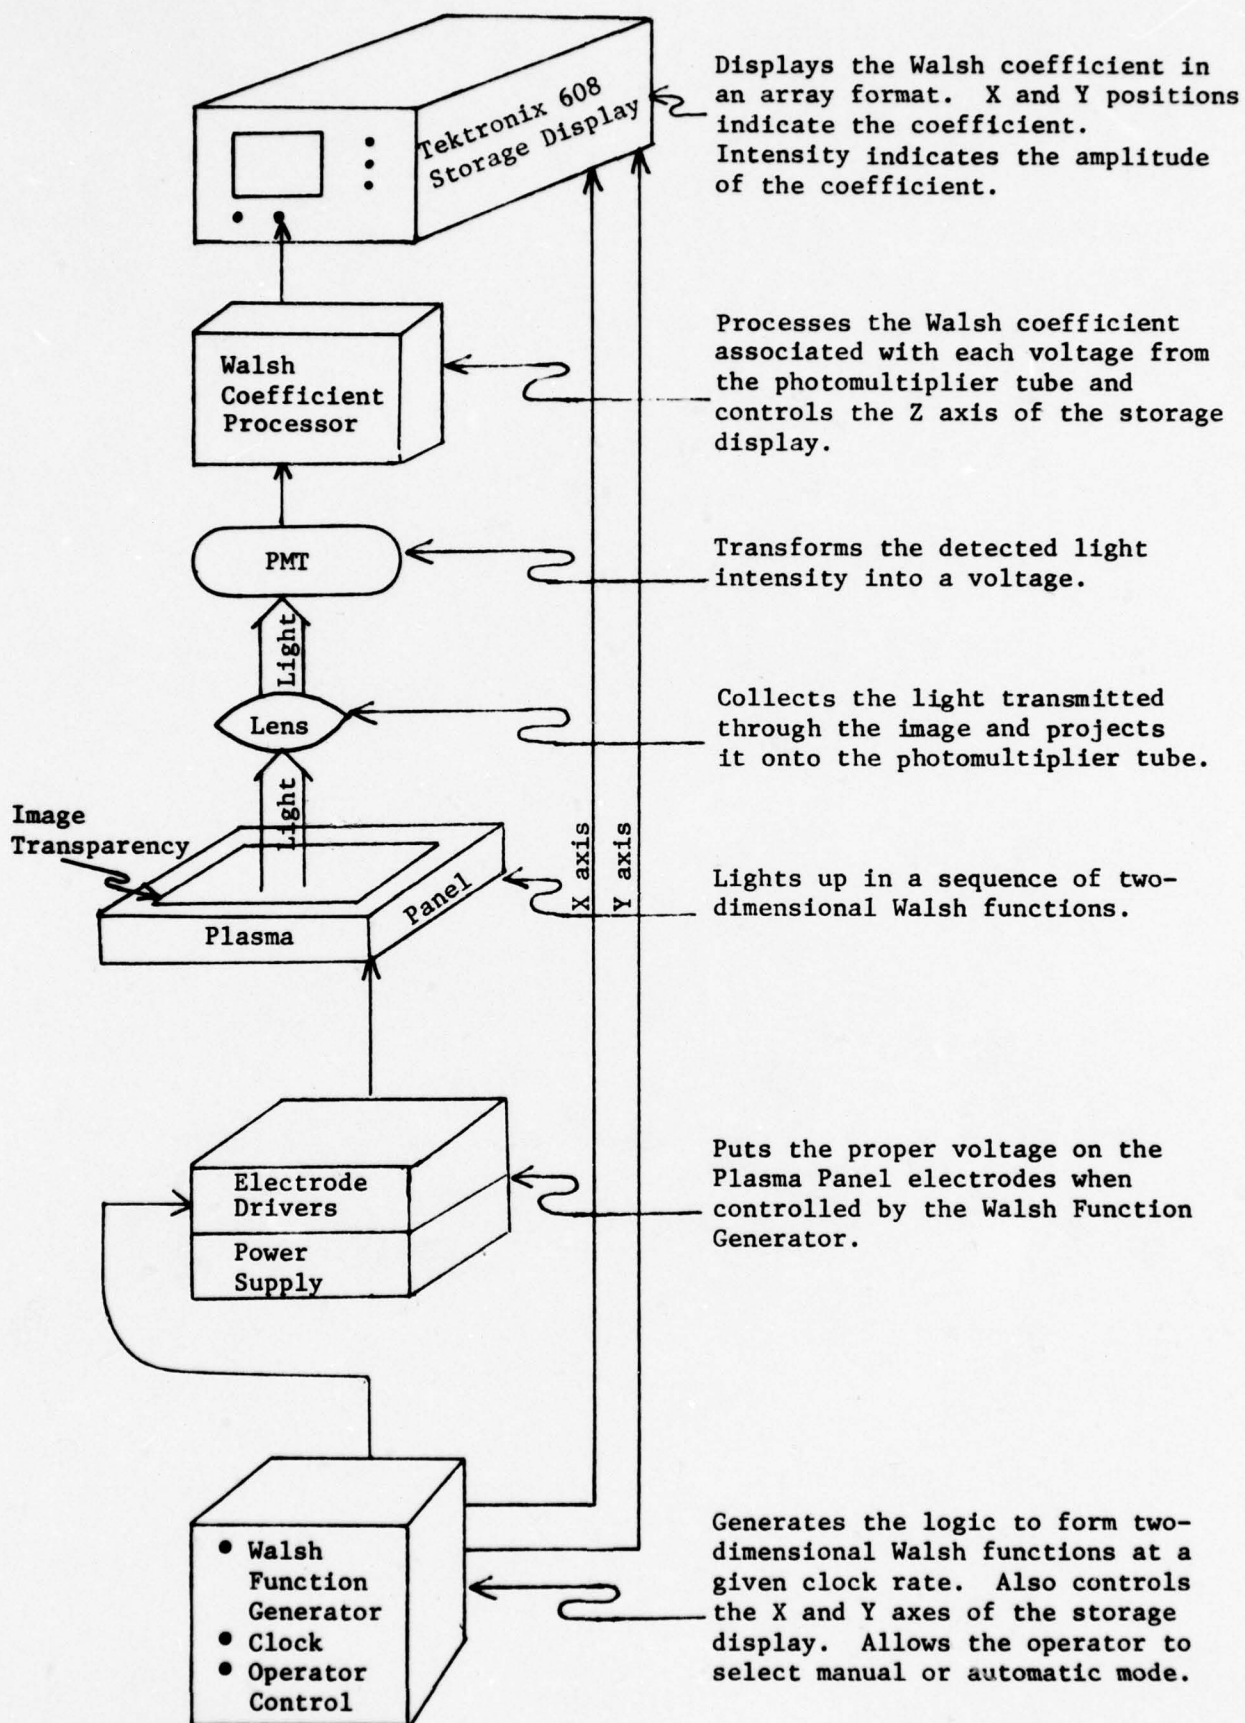 Tektronix 608
Storage Display
Displays the Walsh coefficient in
an array format. X and Y positions
indicate the coefficient.
Intensity indicates the amplitude
of the coefficient.
Walsh
Coefficient
Processor
Processes the Walsh coefficient
associated with each voltage from
the photomultiplier tube and
controls the Z axis of the storage
display.
PMT
Transforms the detected light
intensity into a voltage.
Light
Lens
Collects the light transmitted
through the image and projects
it onto the photomultiplier tube.
Light
Image
Transparency
Plasma
Panel
X axis
Y axis
Lights up in a sequence of two-
dimensional Walsh functions.
Electrode
Drivers
Power
Supply
Puts the proper voltage on the
Plasma Panel electrodes when
controlled by the Walsh Function
Generator.
• Walsh
Function
Generator
• Clock
• Operator
Control
Generates the logic to form two-
dimensional Walsh functions at a
given clock rate. Also controls
the X and Y axes of the storage
display. Allows the operator to
select manual or automatic mode.